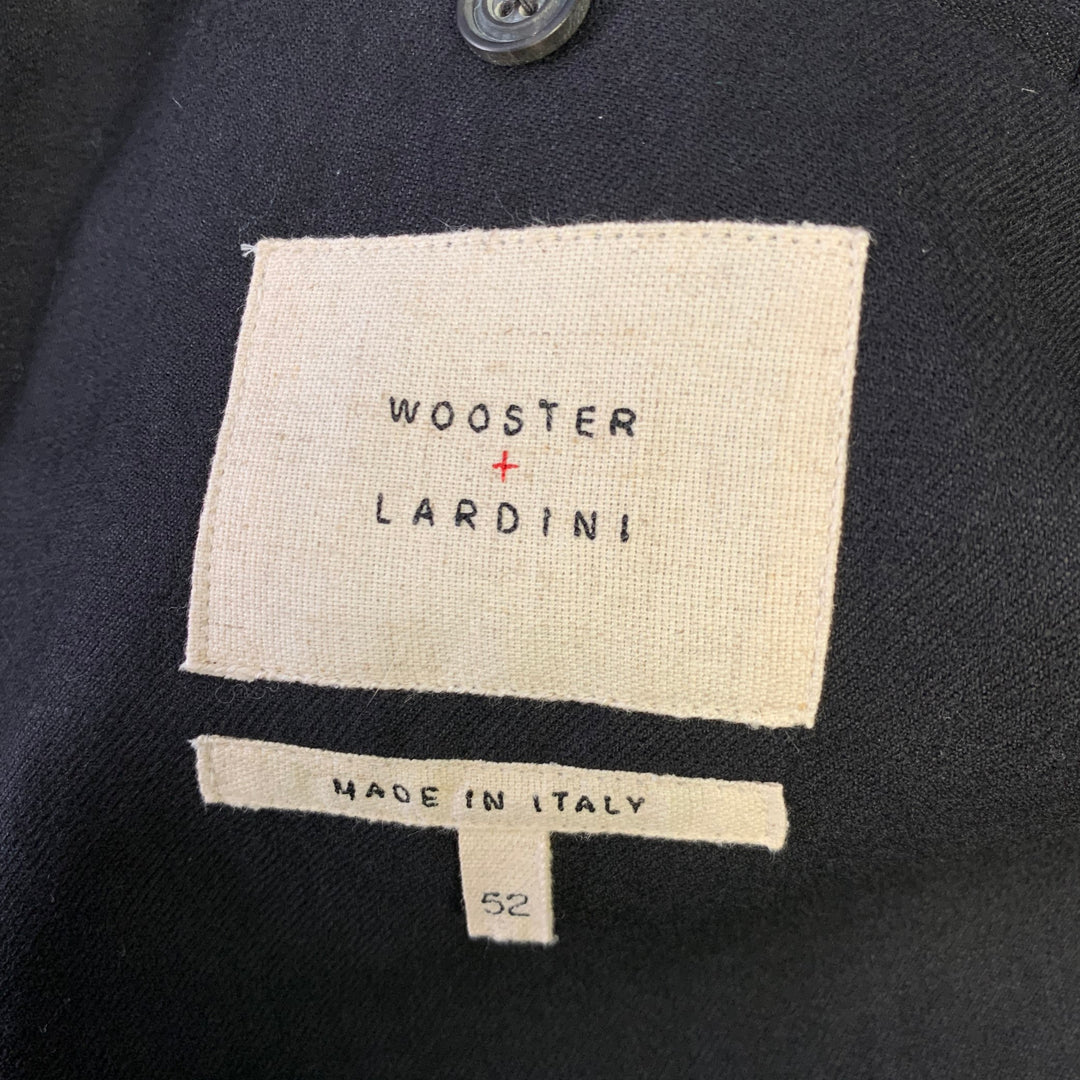 WOOSTER
+
LARDINI
MADE IN ITALY
52